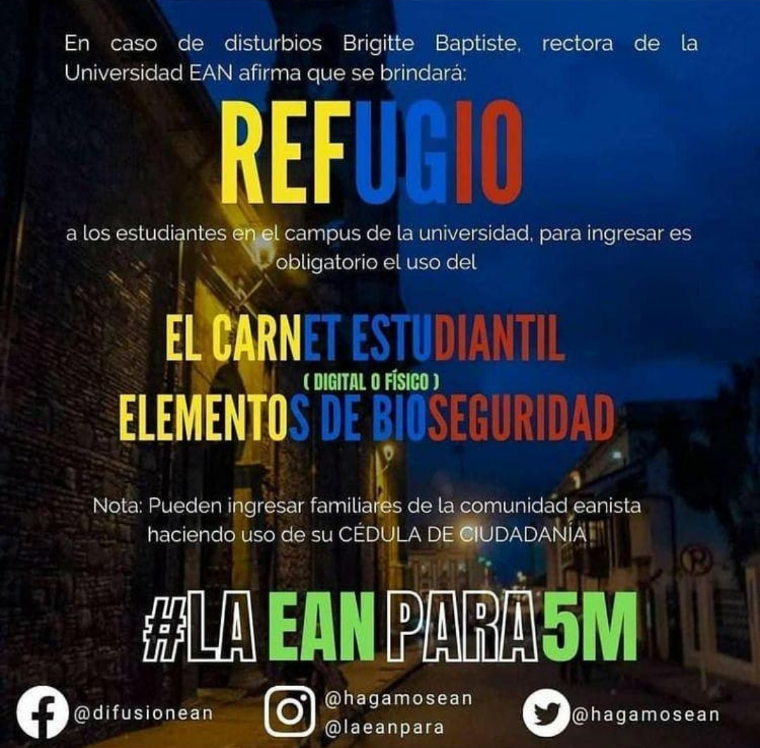 En caso de disturbios Brigitte Baptiste, rectora de la
Universidad EAN afirma que se brindará:
REFUGIO
a los estudiantes en el campus de la universidad, para ingresar es
obligatorio el uso del
EL CARNET ESTUDIANTIL
( DIGITAL O FÍSICO )
ELEMENTOS DE BIOSEGURIDAD
Nota: Pueden ingresar familiares de la comunidad eanista
haciendo uso de su CÉDULA DE CIUDADANÍA
#LA EAN PARA 5M
@difusionean
@hagamosean
@laeanpara
@hagamosean